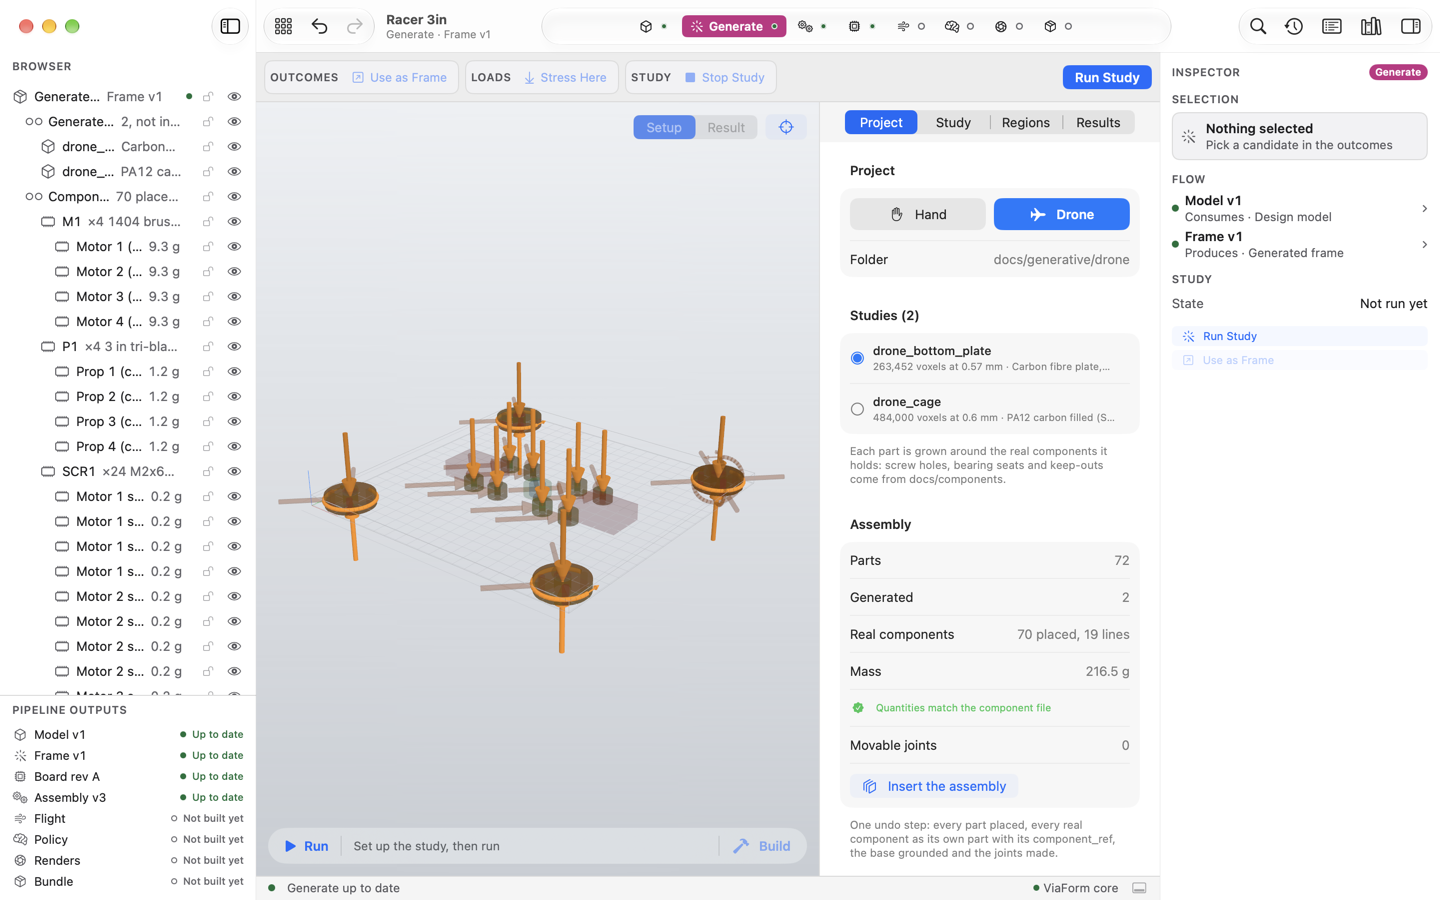 Racer 3in
Generate · Frame v1
Generate
BROWSER
Generate... Frame v1
Generate... 2, not in...
drone_... Carbon...
drone_... PA12 ca...
Compon... 70 place...
M1 ×4 1404 brus...
Motor 1 (... 9.3 g
Motor 2 (... 9.3 g
Motor 3 (... 9.3 g
Motor 4 (... 9.3 g
P1 ×4 3 in tri-bla...
Prop 1 (c... 1.2 g
Prop 2 (c... 1.2 g
Prop 3 (c... 1.2 g
Prop 4 (c... 1.2 g
SCR1 ×24 M2x6...
Motor 1 s... 0.2 g
Motor 1 s... 0.2 g
Motor 1 s... 0.2 g
Motor 1 s... 0.2 g
Motor 2 s... 0.2 g
Motor 2 s... 0.2 g
Motor 2 s... 0.2 g
Motor 2 s... 0.2 g
PIPELINE OUTPUTS
Model v1 Up to date
Frame v1 Up to date
Board rev A Up to date
Assembly v3 Up to date
Flight Not built yet
Policy Not built yet
Renders Not built yet
Bundle Not built yet
OUTCOMES Use as Frame
LOADS Stress Here
STUDY Stop Study
Run Study
Setup Result
Run Set up the study, then run Build
Generate up to date
ViaForm core
Project Study Regions Results
Project
Hand Drone
Folder docs/generative/drone
Studies (2)
drone_bottom_plate
263,452 voxels at 0.57 mm · Carbon fibre plate,...
drone_cage
484,000 voxels at 0.6 mm · PA12 carbon filled (S...
Each part is grown around the real components it
holds: screw holes, bearing seats and keep-outs
come from docs/components.
Assembly
Parts 72
Generated 2
Real components 70 placed, 19 lines
Mass 216.5 g
Quantities match the component file
Movable joints 0
Insert the assembly
One undo step: every part placed, every real
component as its own part with its component_ref,
the base grounded and the joints made.
INSPECTOR Generate
SELECTION
Nothing selected
Pick a candidate in the outcomes
FLOW
Model v1
Consumes · Design model
Frame v1
Produces · Generated frame
STUDY
State Not run yet
Run Study
Use as Frame